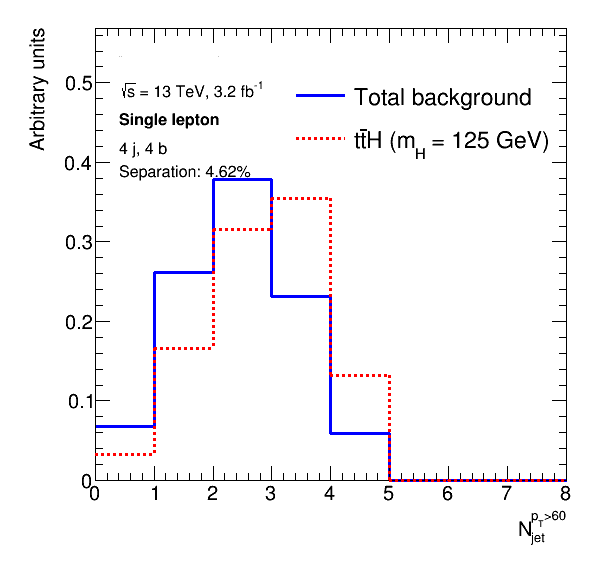 Arbitrary units
0.5
0.4
0.3
0.2
0.1
0
√s = 13 TeV, 3.2 fb⁻¹
Single lepton
4 j, 4 b
Separation: 4.62%
Total background
tt̄H (m_H = 125 GeV)
0 1 2 3 4 5 6 7 8
N_jet^{p_T>60}